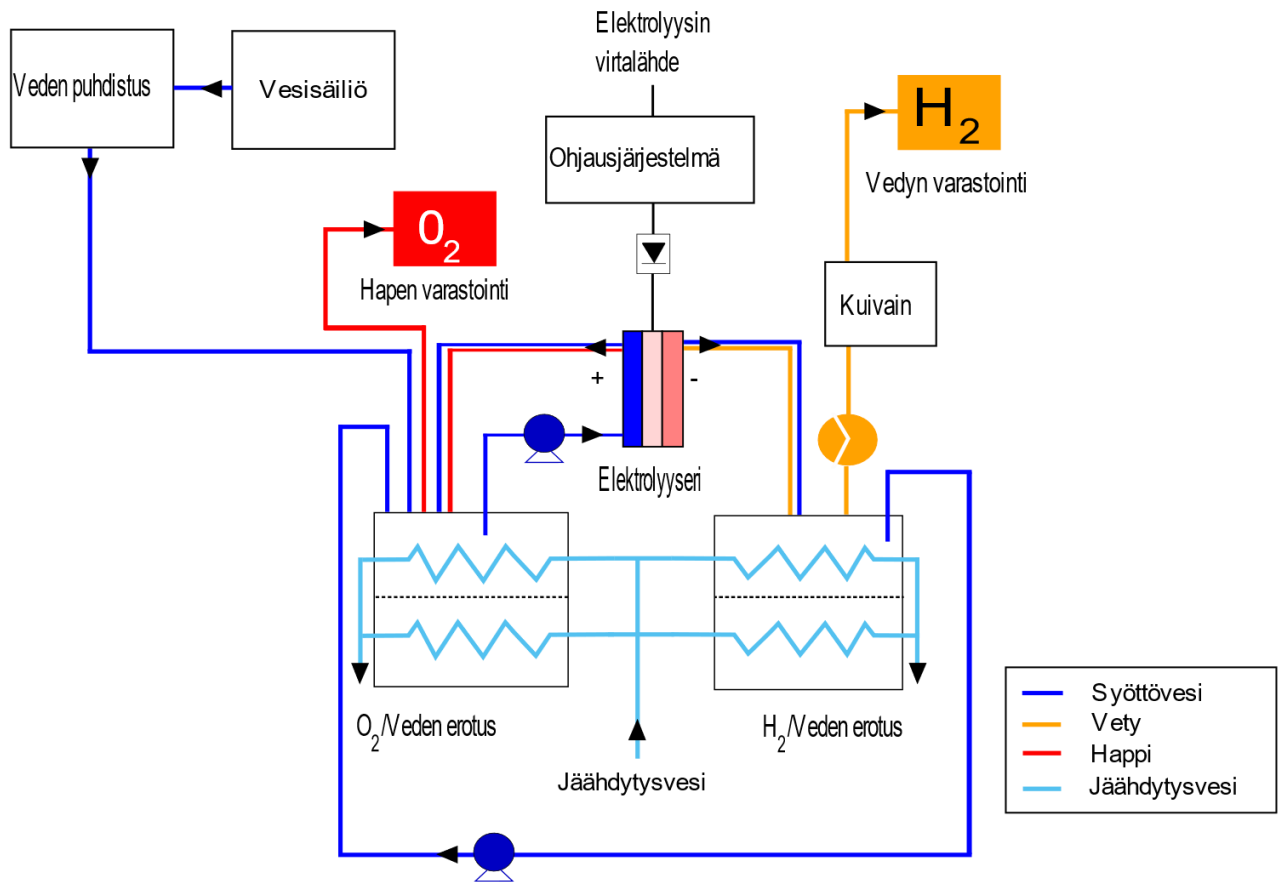 Elektrolyysin
virtalähde
Veden puhdistus
Vesisäiliö
Ohjausjärjestelmä
H2
Vedyn varastointi
O2
Hapen varastointi
Kuivain
+
-
Elektrolyyseri
O2/Veden erotus
H2/Veden erotus
Jäähdytysvesi
Syöttövesi
Vety
Happi
Jäähdytysvesi